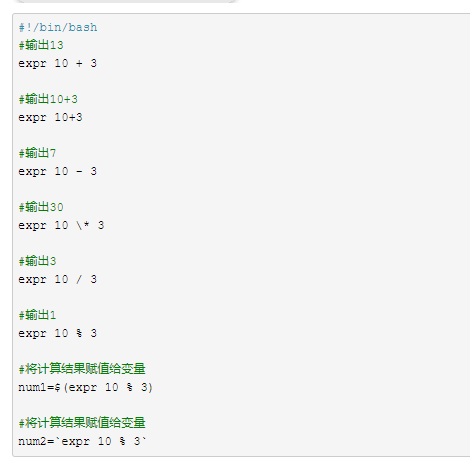 #!/bin/bash
#输出13
expr 10 + 3
#输出10+3
expr 10+3
#输出7
expr 10 - 3
#输出30
expr 10 \* 3
#输出3
expr 10 / 3
#输出1
expr 10 % 3
#将计算结果赋值给变量
num1=$(expr 10 % 3)
#将计算结果赋值给变量
num2=`expr 10 % 3`